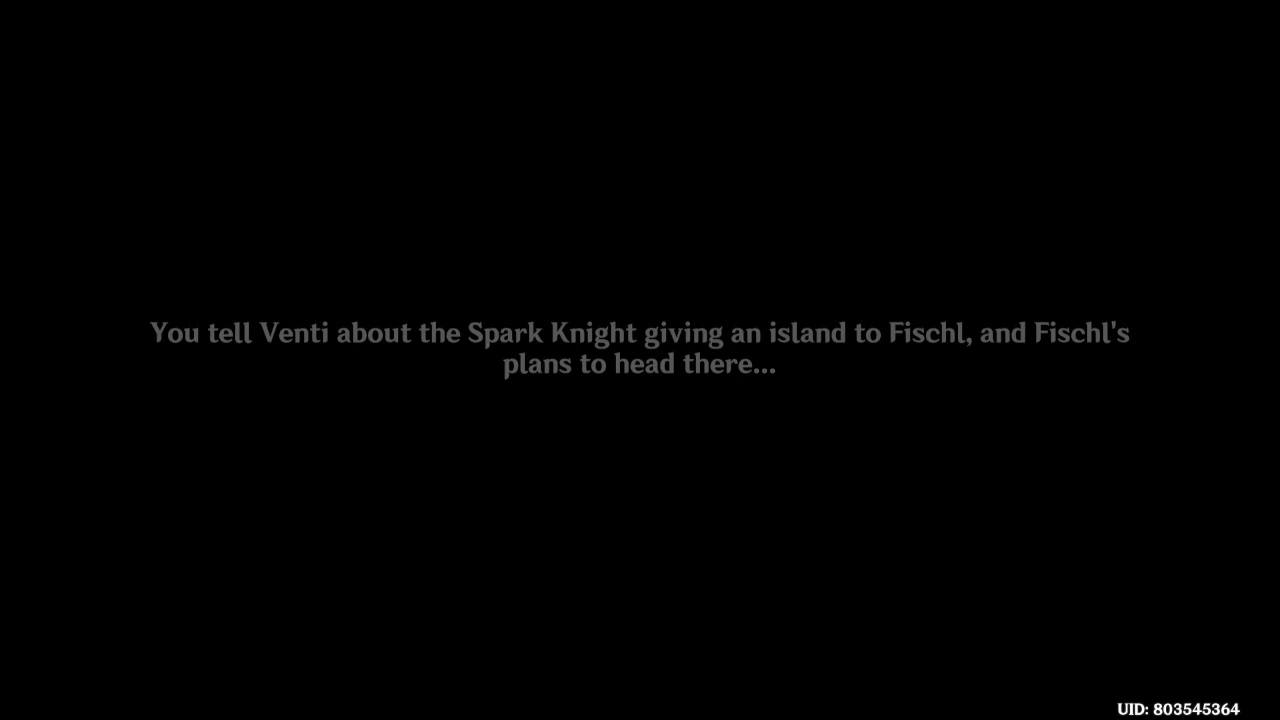 You tell Venti about the Spark Knight giving an island to Fischl, and Fischl's
plans to head there...
UID: 803545364